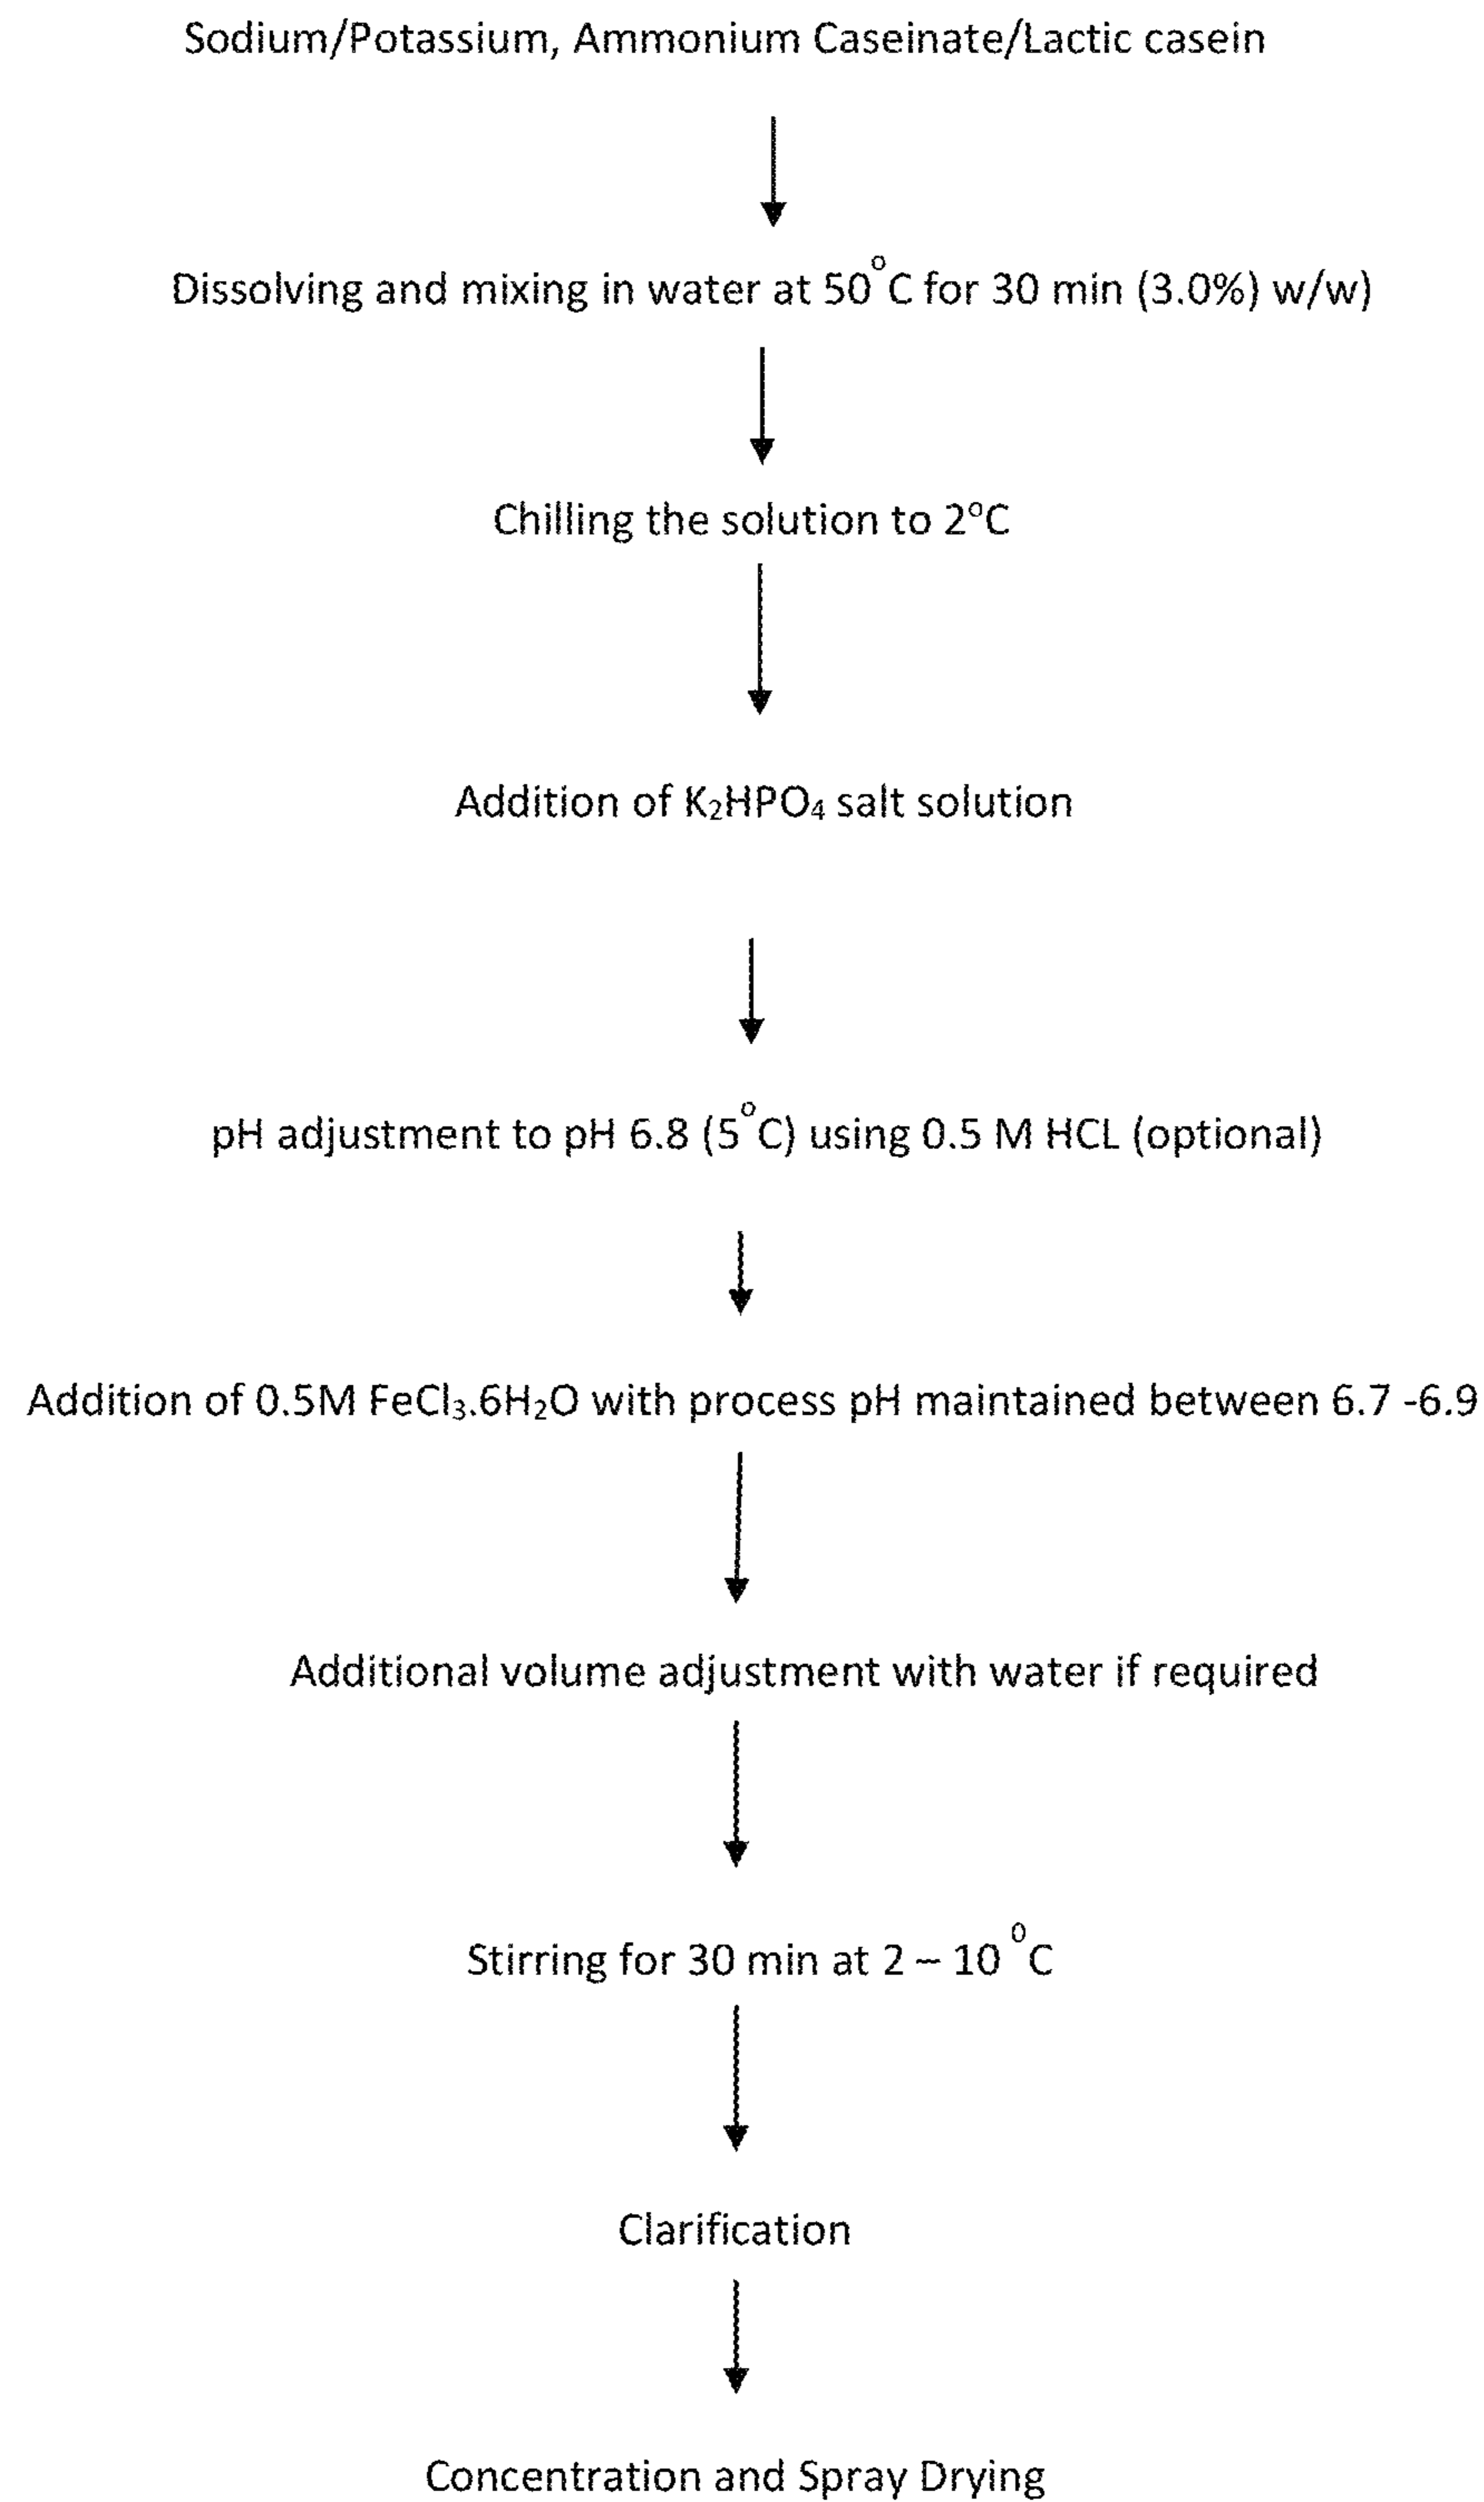 Sodium/Potassium, Ammonium Caseinate/Lactic casein
Dissolving and mixing in water at 50°C for 30 min (3.0%) w/w)
Chilling the solution to 2°C
Addition of K₂HPO₄ salt solution
pH adjustment to pH 6.8 (5°C) using 0.5 M HCL (optional)
Addition of 0.5M FeCl₃.6H₂O with process pH maintained between 6.7 -6.9
Additional volume adjustment with water if required
Stirring for 30 min at 2 – 10 °C
Clarification
Concentration and Spray Drying